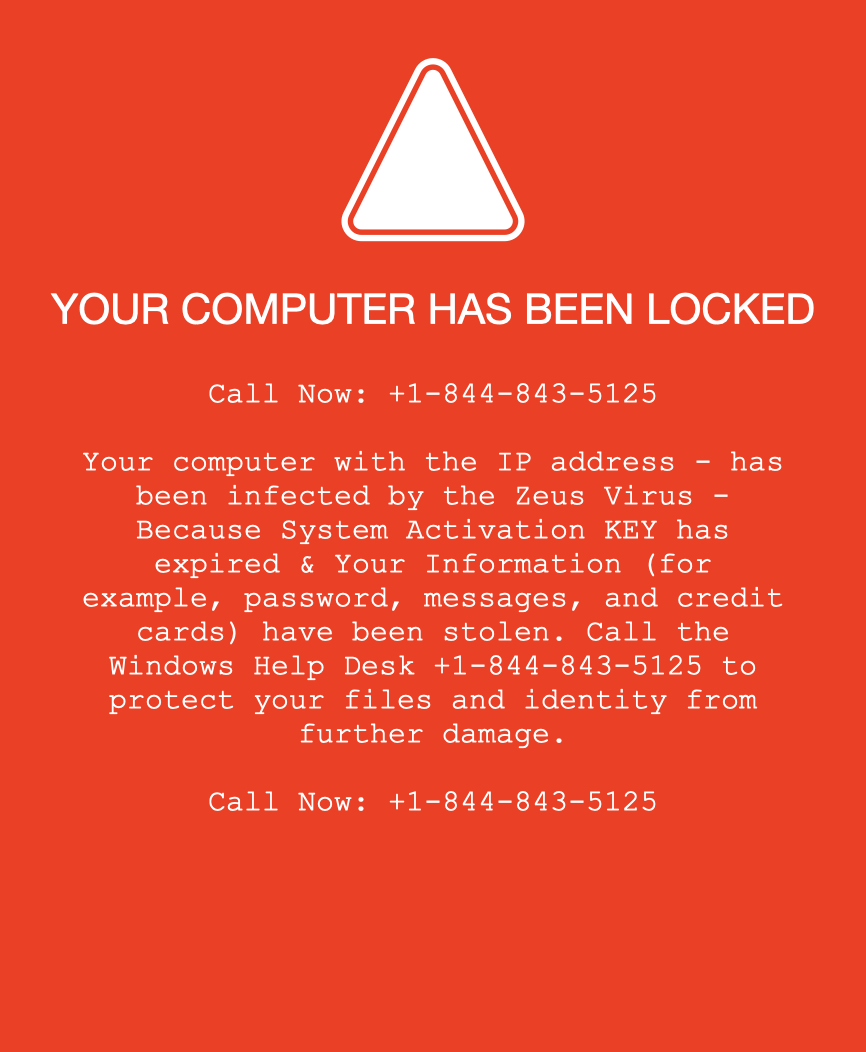 YOUR COMPUTER HAS BEEN LOCKED
Call Now: +1-844-843-5125
Your computer with the IP address - has
been infected by the Zeus Virus -
Because System Activation KEY has
expired & Your Information (for
example, password, messages, and credit
cards) have been stolen. Call the
Windows Help Desk +1-844-843-5125 to
protect your files and identity from
further damage.
Call Now: +1-844-843-5125